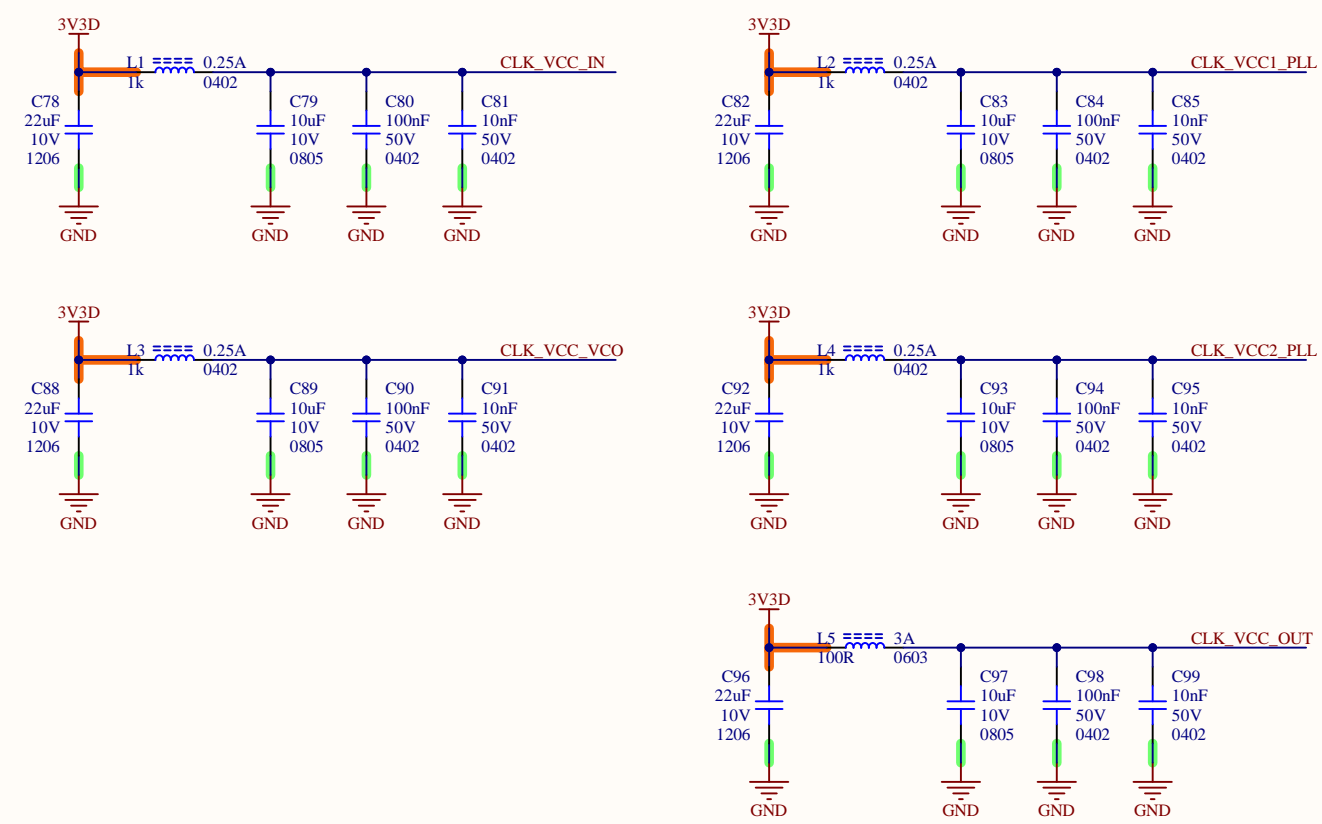 3V3D
L1 0.25A CLK_VCC_IN
1k 0402
C78 C79 C80 C81
22uF 10uF 100nF 10nF
10V 10V 50V 50V
1206 0805 0402 0402
GND GND GND GND
3V3D
L2 0.25A CLK_VCC1_PLL
1k 0402
C82 C83 C84 C85
22uF 10uF 100nF 10nF
10V 10V 50V 50V
1206 0805 0402 0402
GND GND GND GND
3V3D
L3 0.25A CLK_VCC_VCO
1k 0402
C88 C89 C90 C91
22uF 10uF 100nF 10nF
10V 10V 50V 50V
1206 0805 0402 0402
GND GND GND GND
3V3D
L4 0.25A CLK_VCC2_PLL
1k 0402
C92 C93 C94 C95
22uF 10uF 100nF 10nF
10V 10V 50V 50V
1206 0805 0402 0402
GND GND GND GND
3V3D
L5 3A CLK_VCC_OUT
100R 0603
C96 C97 C98 C99
22uF 10uF 100nF 10nF
10V 10V 50V 50V
1206 0805 0402 0402
GND GND GND GND